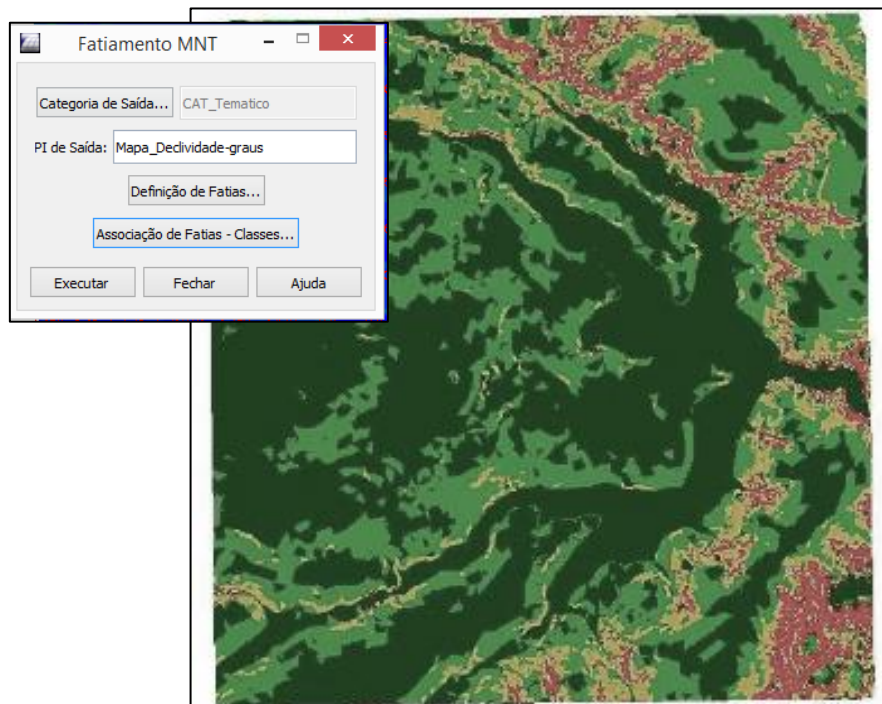 Fatiamento MNT
Categoria de Saída... CAT_Tematico
PI de Saída: Mapa_Declividade-graus
Definição de Fatias...
Associação de Fatias - Classes...
Executar Fechar Ajuda